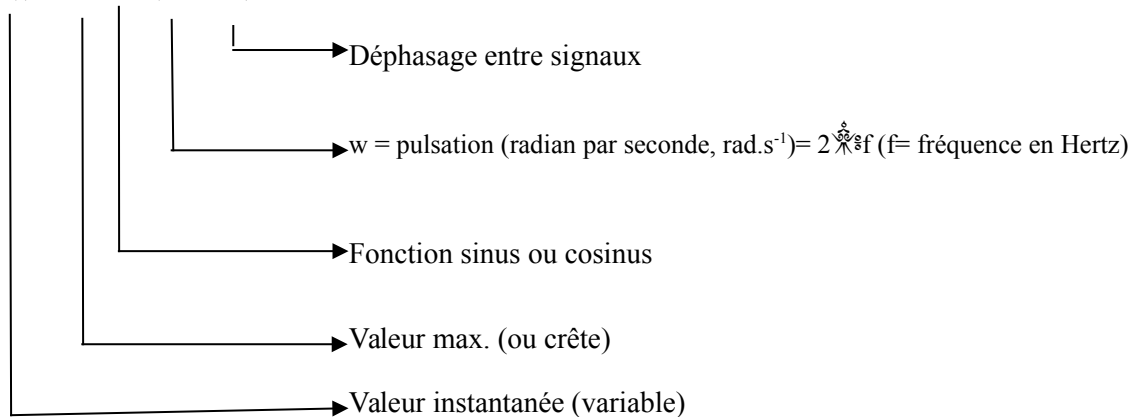 Déphasage entre signaux
w = pulsation (radian par seconde, rad.s⁻¹)= 2 f (f= fréquence en Hertz)
Fonction sinus ou cosinus
Valeur max. (ou crête)
Valeur instantanée (variable)